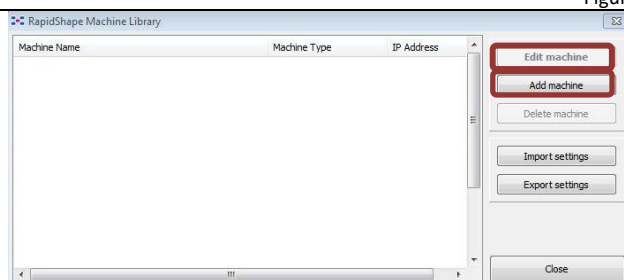 RapidShape Machine Library
Machine Name Machine Type IP Address
Edit machine
Add machine
Delete machine
Import settings
Export settings
Close